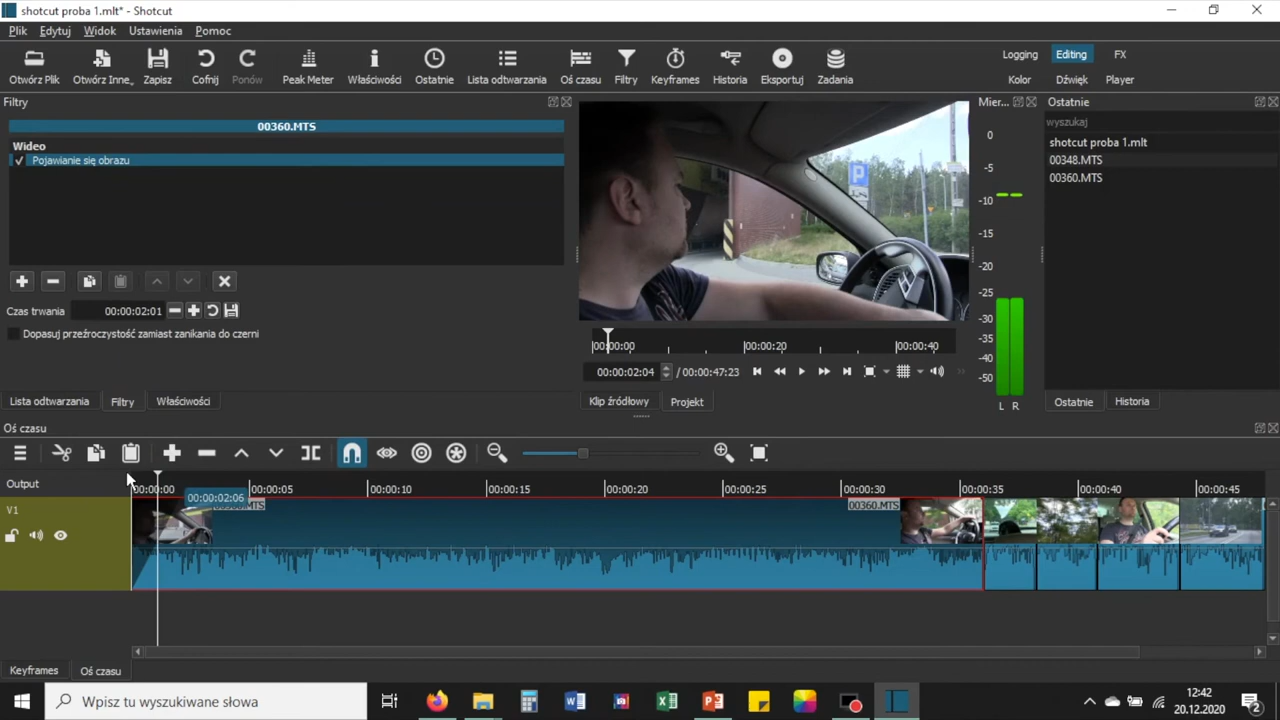 shotcut proba 1.mlt* - Shotcut
Plik Edytuj Widok Ustawienia Pomoc
Otwórz Plik Otwórz Inne... Zapisz Cofnij Ponów Peak Meter Właściwości Ostatnie Lista odtwarzania Oś czasu Filtry Keyframes Historia Eksportuj Zadania
Logging Editing FX
Kolor Dźwięk Player
Filtry
00360.MTS
Wideo
Pojawianie się obrazu
Czas trwania 00:00:02:01
Dopasuj przeźroczystość zamiast zanikania do czerni
Lista odtwarzania Filtry Właściwości
P
00:00:00 00:00:20 00:00:40
00:00:02:04 / 00:00:47:23
Klip źródłowy Projekt
Mier...
0
-5
-10
-15
-20
-25
-30
-35
-40
-50
L R
Ostatnie
wyszukaj
shotcut proba 1.mlt
00348.MTS
00360.MTS
Ostatnie Historia
Oś czasu
Output
00:00:00 00:00:05 00:00:10 00:00:15 00:00:20 00:00:25 00:00:30 00:00:35 00:00:40 00:00:45
00:00:02:06
V1
00360.MTS
00360.MTS
Keyframes Oś czasu
Wpisz tu wyszukiwane słowa
12:42
20.12.2020
2